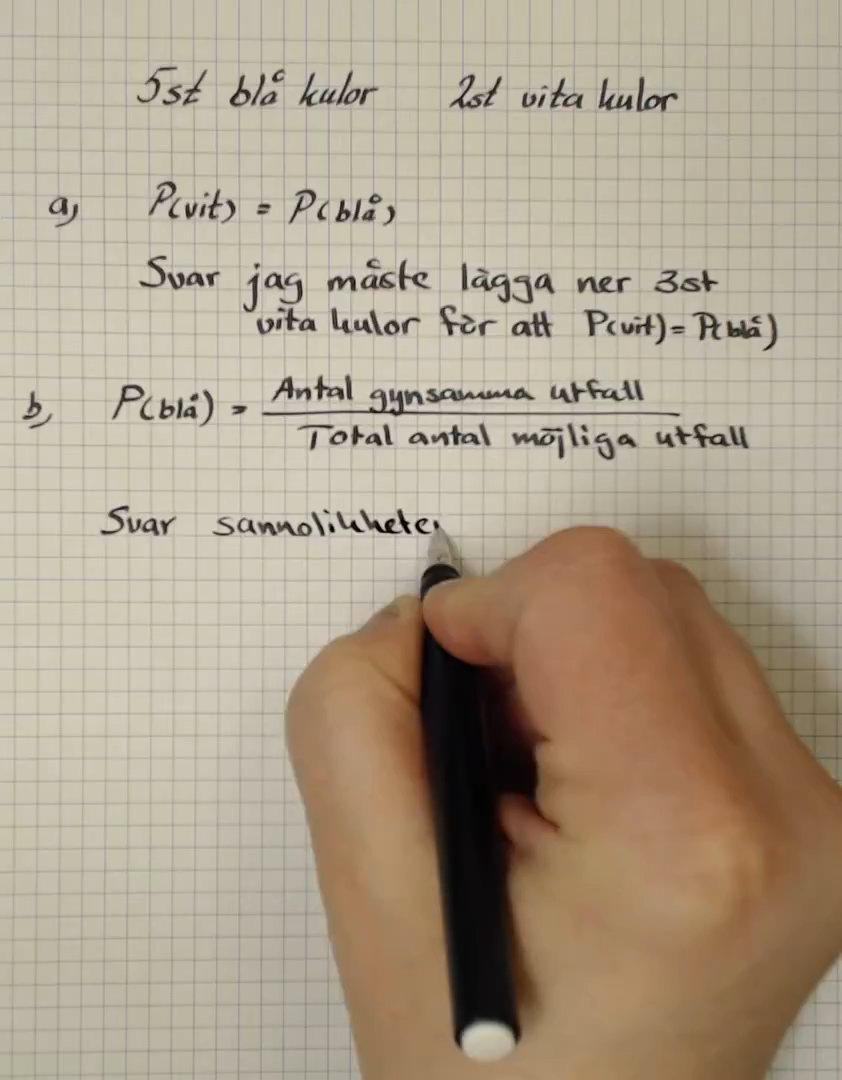 5st blå kulor 2st vita kulor
a) P(vit) = P(blå)
Svar jag måste lägga ner 3st
vita kulor för att P(vit) = P(blå)
b) P(blå) = Antal gynsamma utfall
Total antal möjliga utfall
Svar sannolikheten